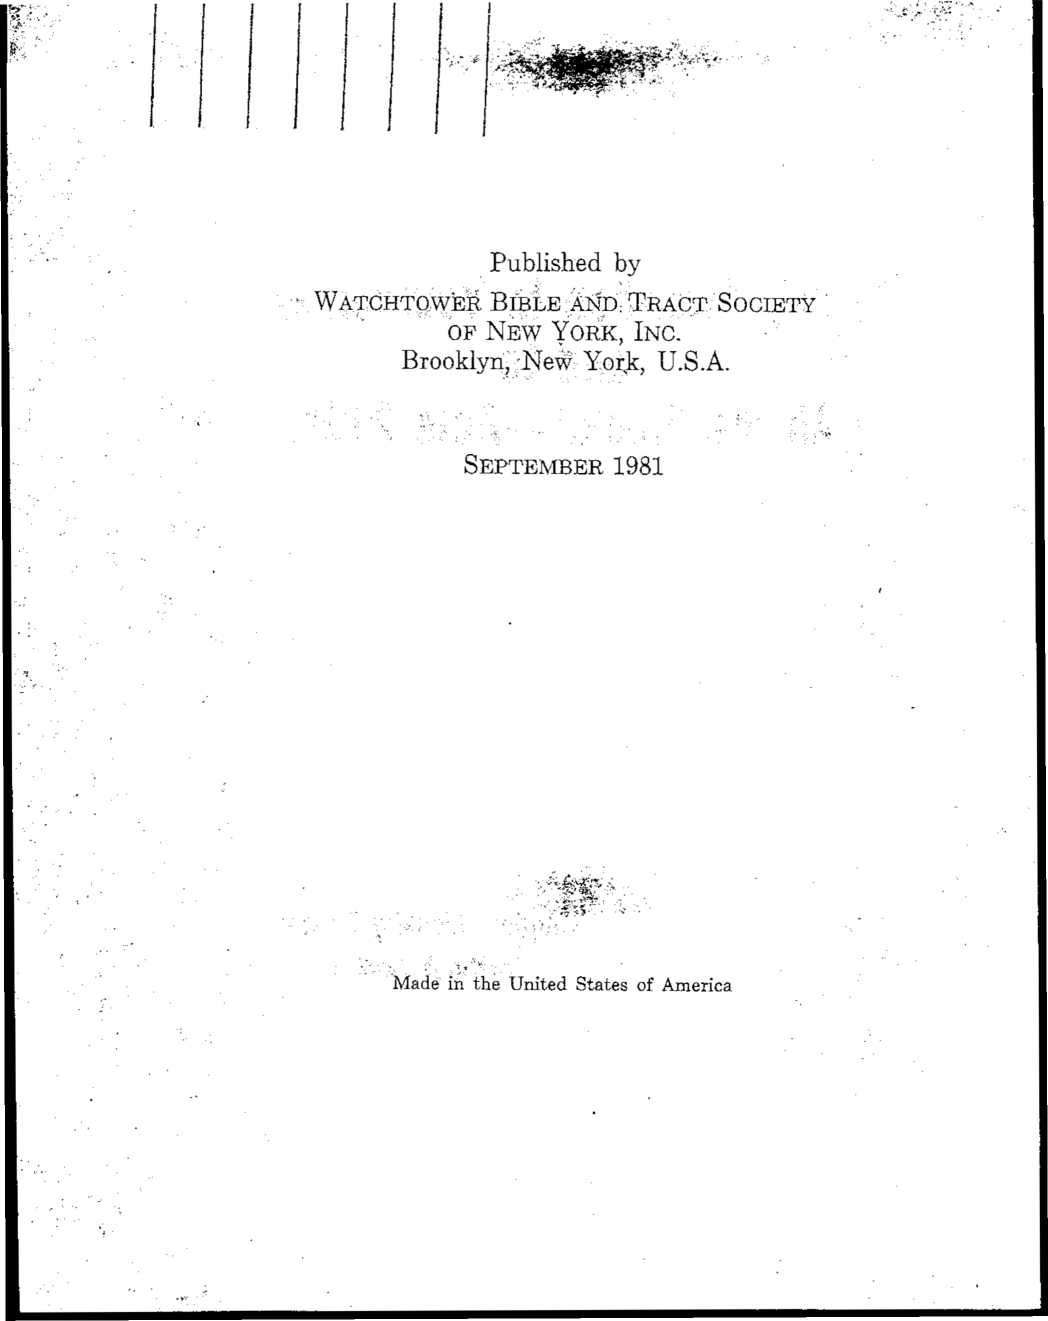 Published by
WATCHTOWER BIBLE AND TRACT SOCIETY
OF NEW YORK, INC.
Brooklyn, New York, U.S.A.
SEPTEMBER 1981
Made in the United States of America